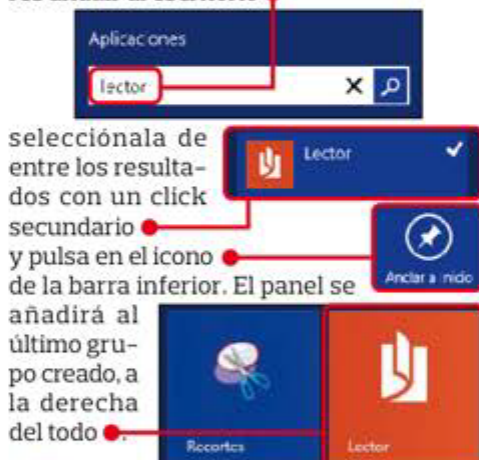 Aplicaciones
lector
selecciónala de
Lector
entre los resulta-
dos con un click
secundario
y pulsa en el icono
Anclar a Inicio
de la barra inferior. El panel se
añadirá al
último gru-
po creado, a
la derecha
del todo .
Recortes
Lector